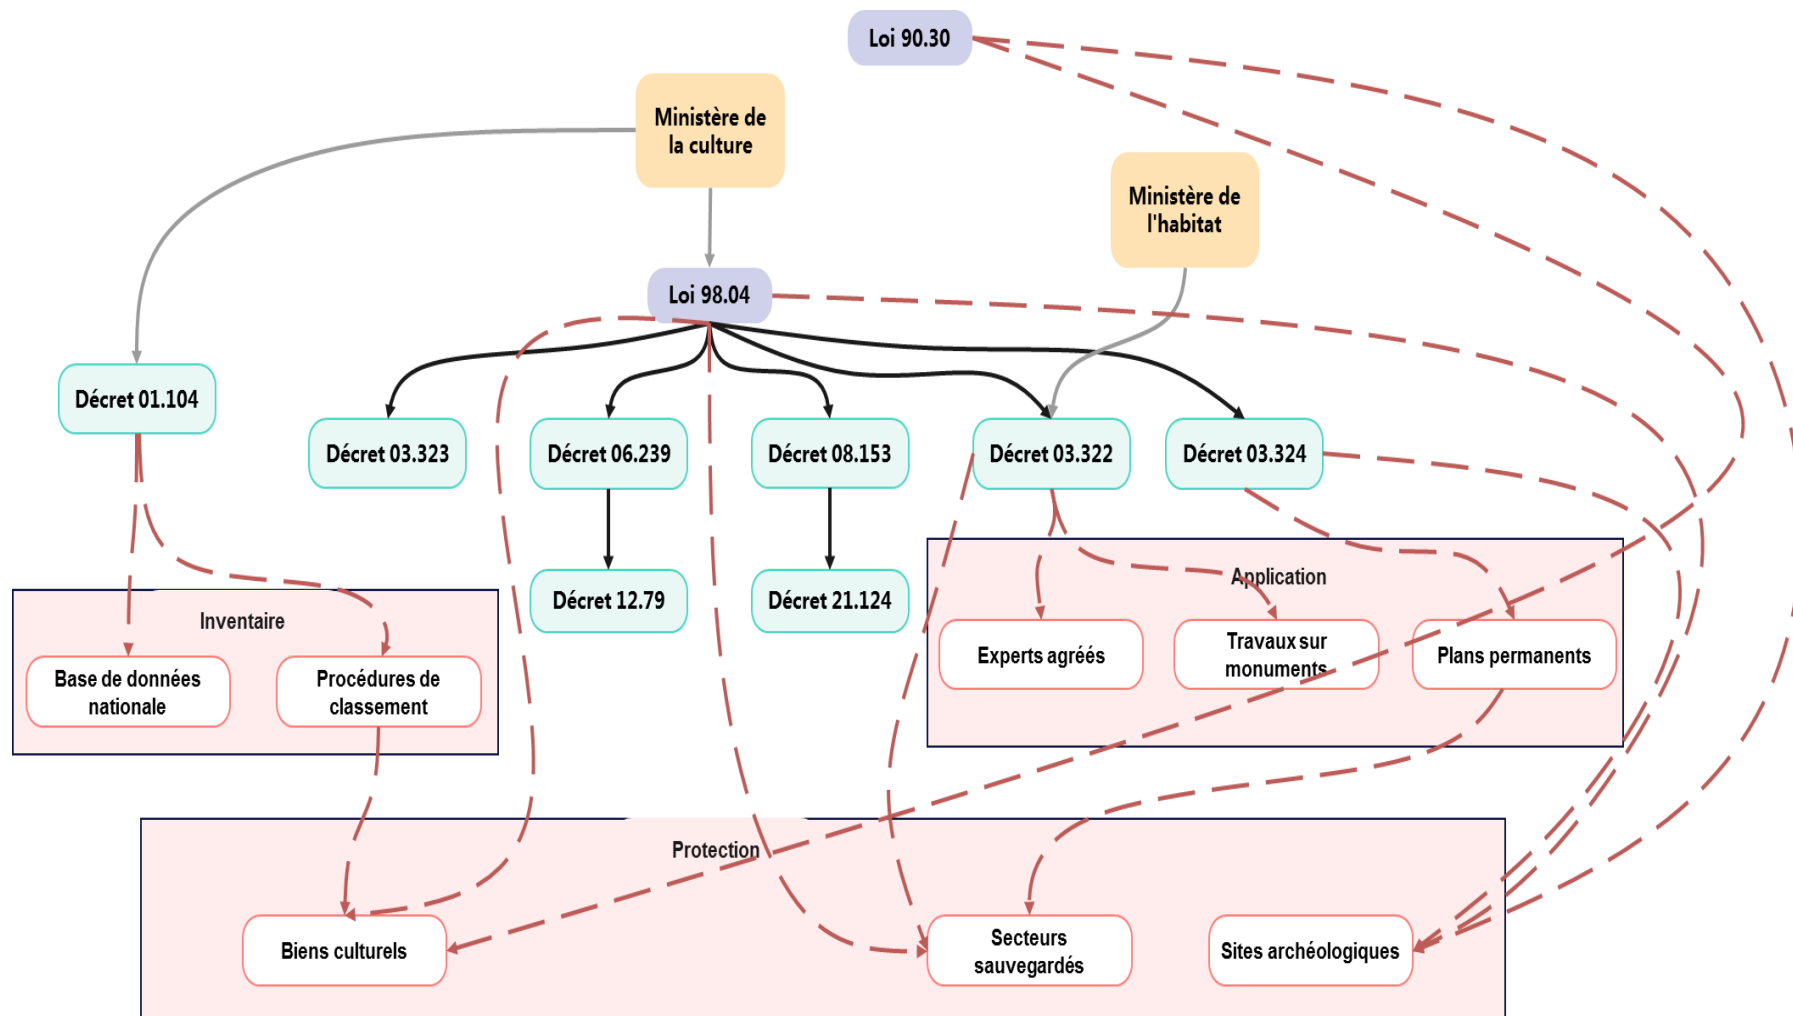 Loi 90.30
Ministère de
la culture
Ministère de
l'habitat
Loi 98.04
Décret 01.104
Décret 03.323
Décret 06.239
Décret 08.153
Décret 03.322
Décret 03.324
Décret 12.79
Décret 21.124
Inventaire
Base de données
nationale
Procédures de
classement
Application
Experts agréés
Travaux sur
monuments
Plans permanents
Protection
Biens culturels
Secteurs
sauvegardés
Sites archéologiques